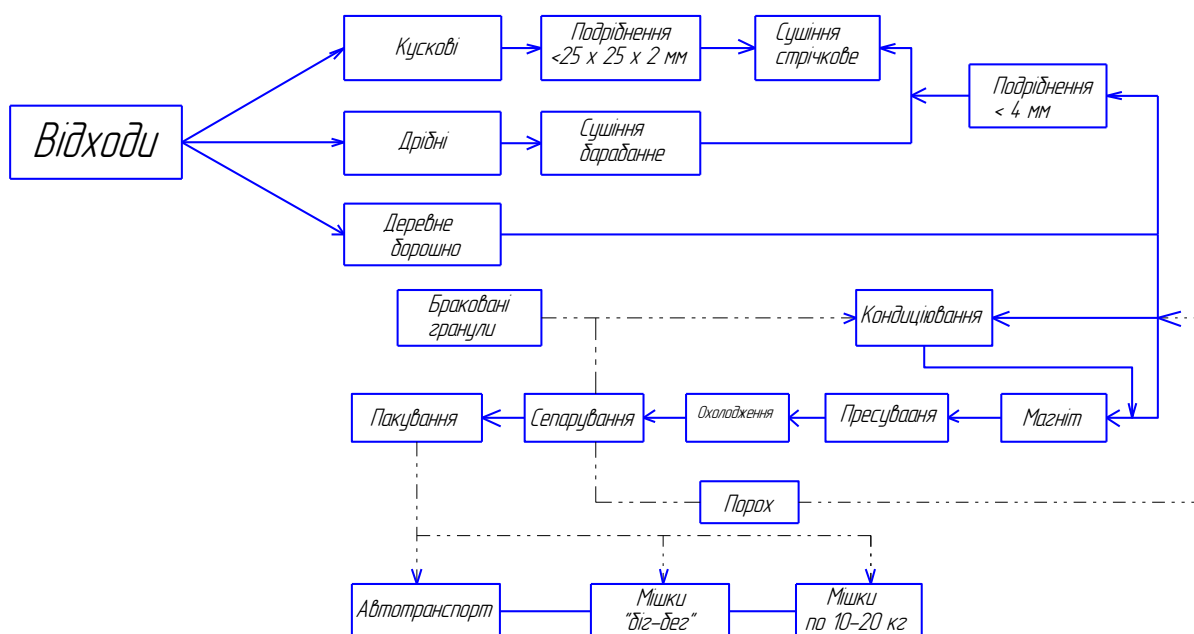 Кускові
Подрібнення
<25 х 25 х 2 мм
Сушіння
стрічкове
Подрібнення
< 4 мм
Відходи
Дрібні
Сушіння
барабанне
Деревне
борошно
Браковані
гранули
Кондиціювання
Пакування
Сепарування
Охолодження
Пресувааня
Магніт
Порох
Автотранспорт
Мішки
"біг-бег"
Мішки
по 10-20 кг